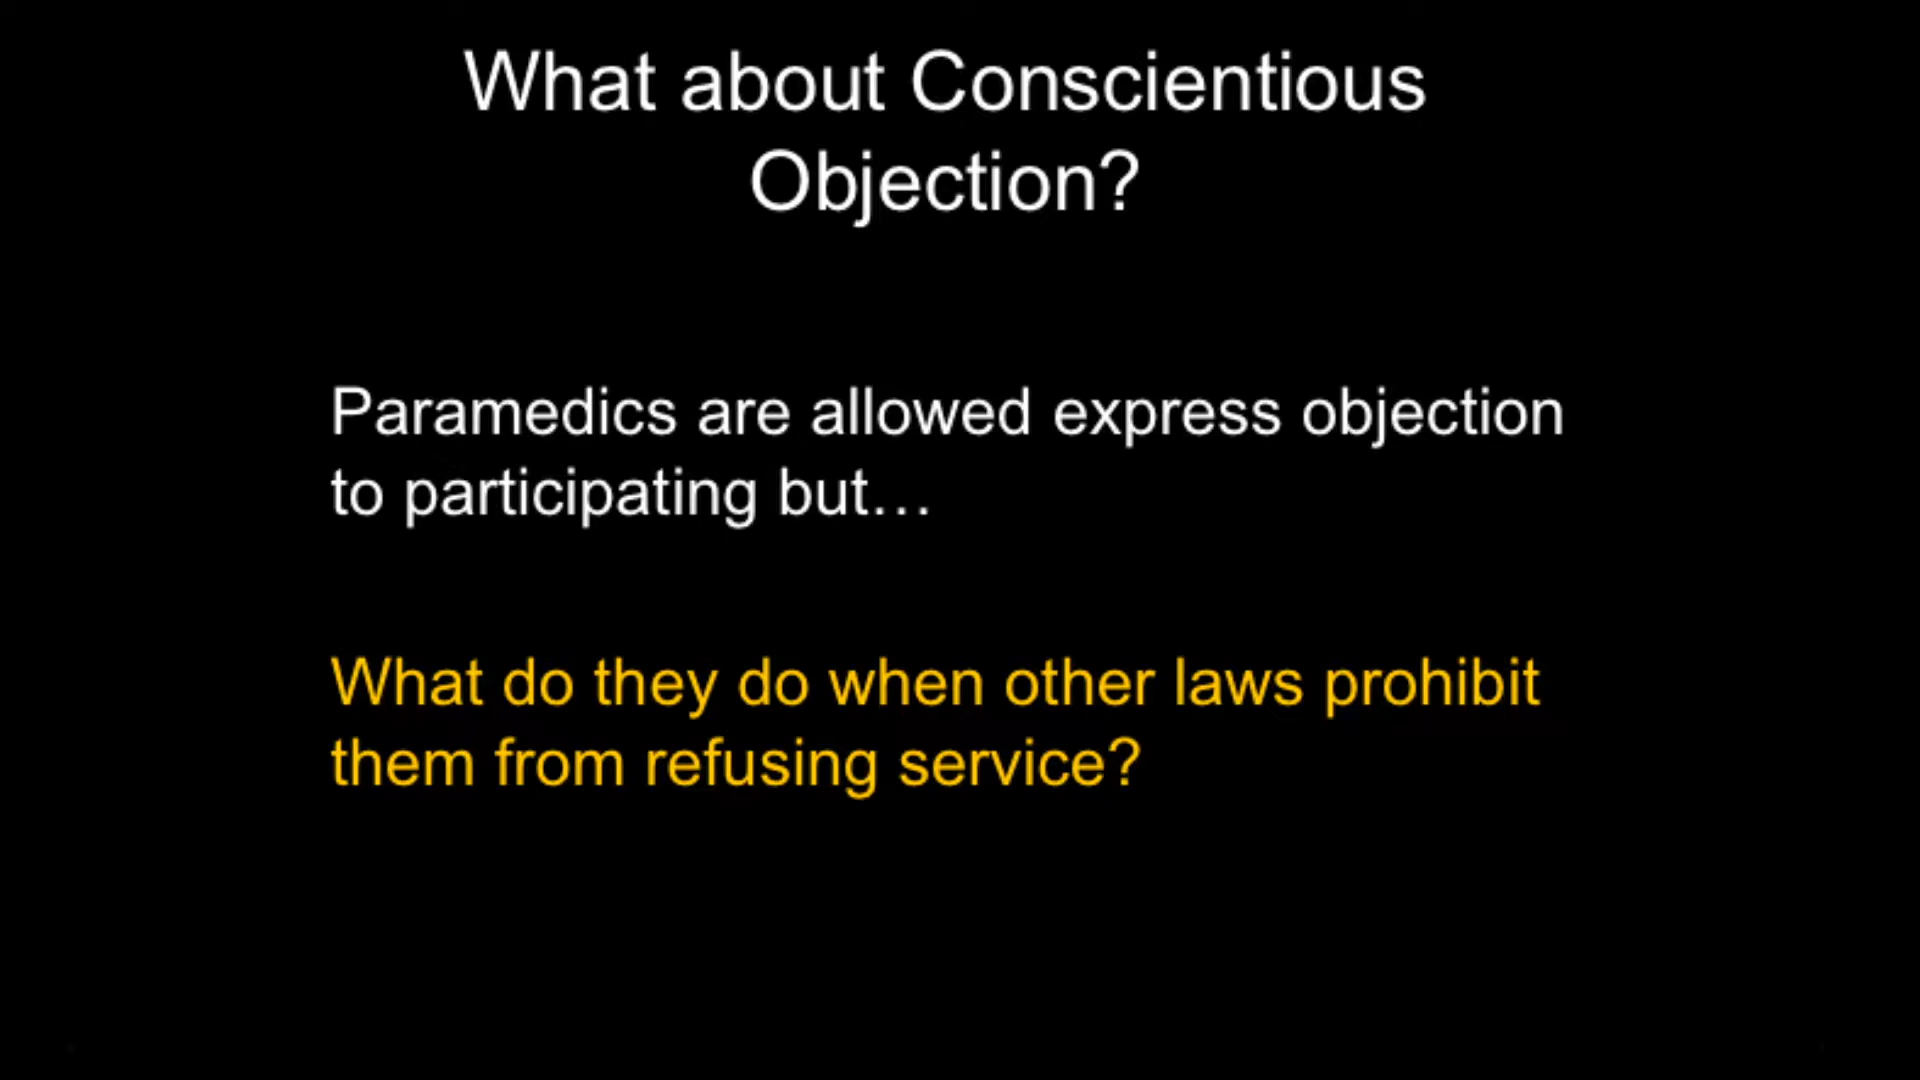 What about Conscientious
Objection?
Paramedics are allowed express objection
to participating but…
What do they do when other laws prohibit
them from refusing service?